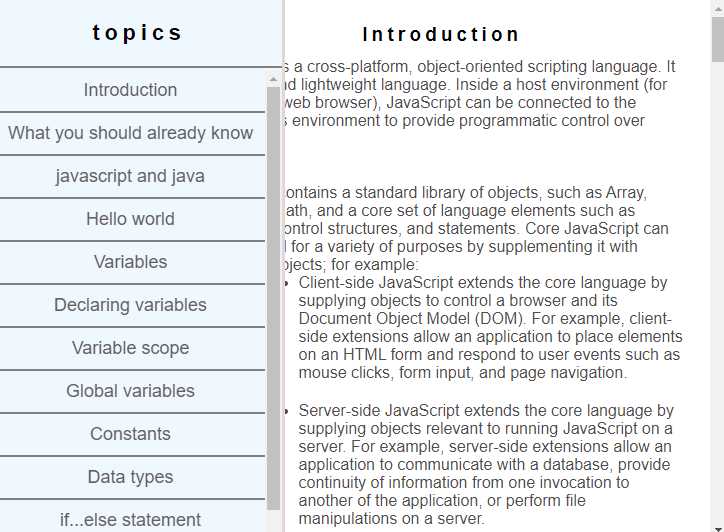 topics
Introduction
What you should already know
javascript and java
Hello world
Variables
Declaring variables
Variable scope
Global variables
Constants
Data types
if...else statement
Introduction
a cross-platform, object-oriented scripting language. It
lightweight language. Inside a host environment (for
web browser), JavaScript can be connected to the
environment to provide programmatic control over
contains a standard library of objects, such as Array,
and a core set of language elements such as
structures, and statements. Core JavaScript can
for a variety of purposes by supplementing it with
for example:
• Client-side JavaScript extends the core language by
supplying objects to control a browser and its
Document Object Model (DOM). For example, client-
side extensions allow an application to place elements
on an HTML form and respond to user events such as
mouse clicks, form input, and page navigation.
• Server-side JavaScript extends the core language by
supplying objects relevant to running JavaScript on a
server. For example, server-side extensions allow an
application to communicate with a database, provide
continuity of information from one invocation to
another of the application, or perform file
manipulations on a server.